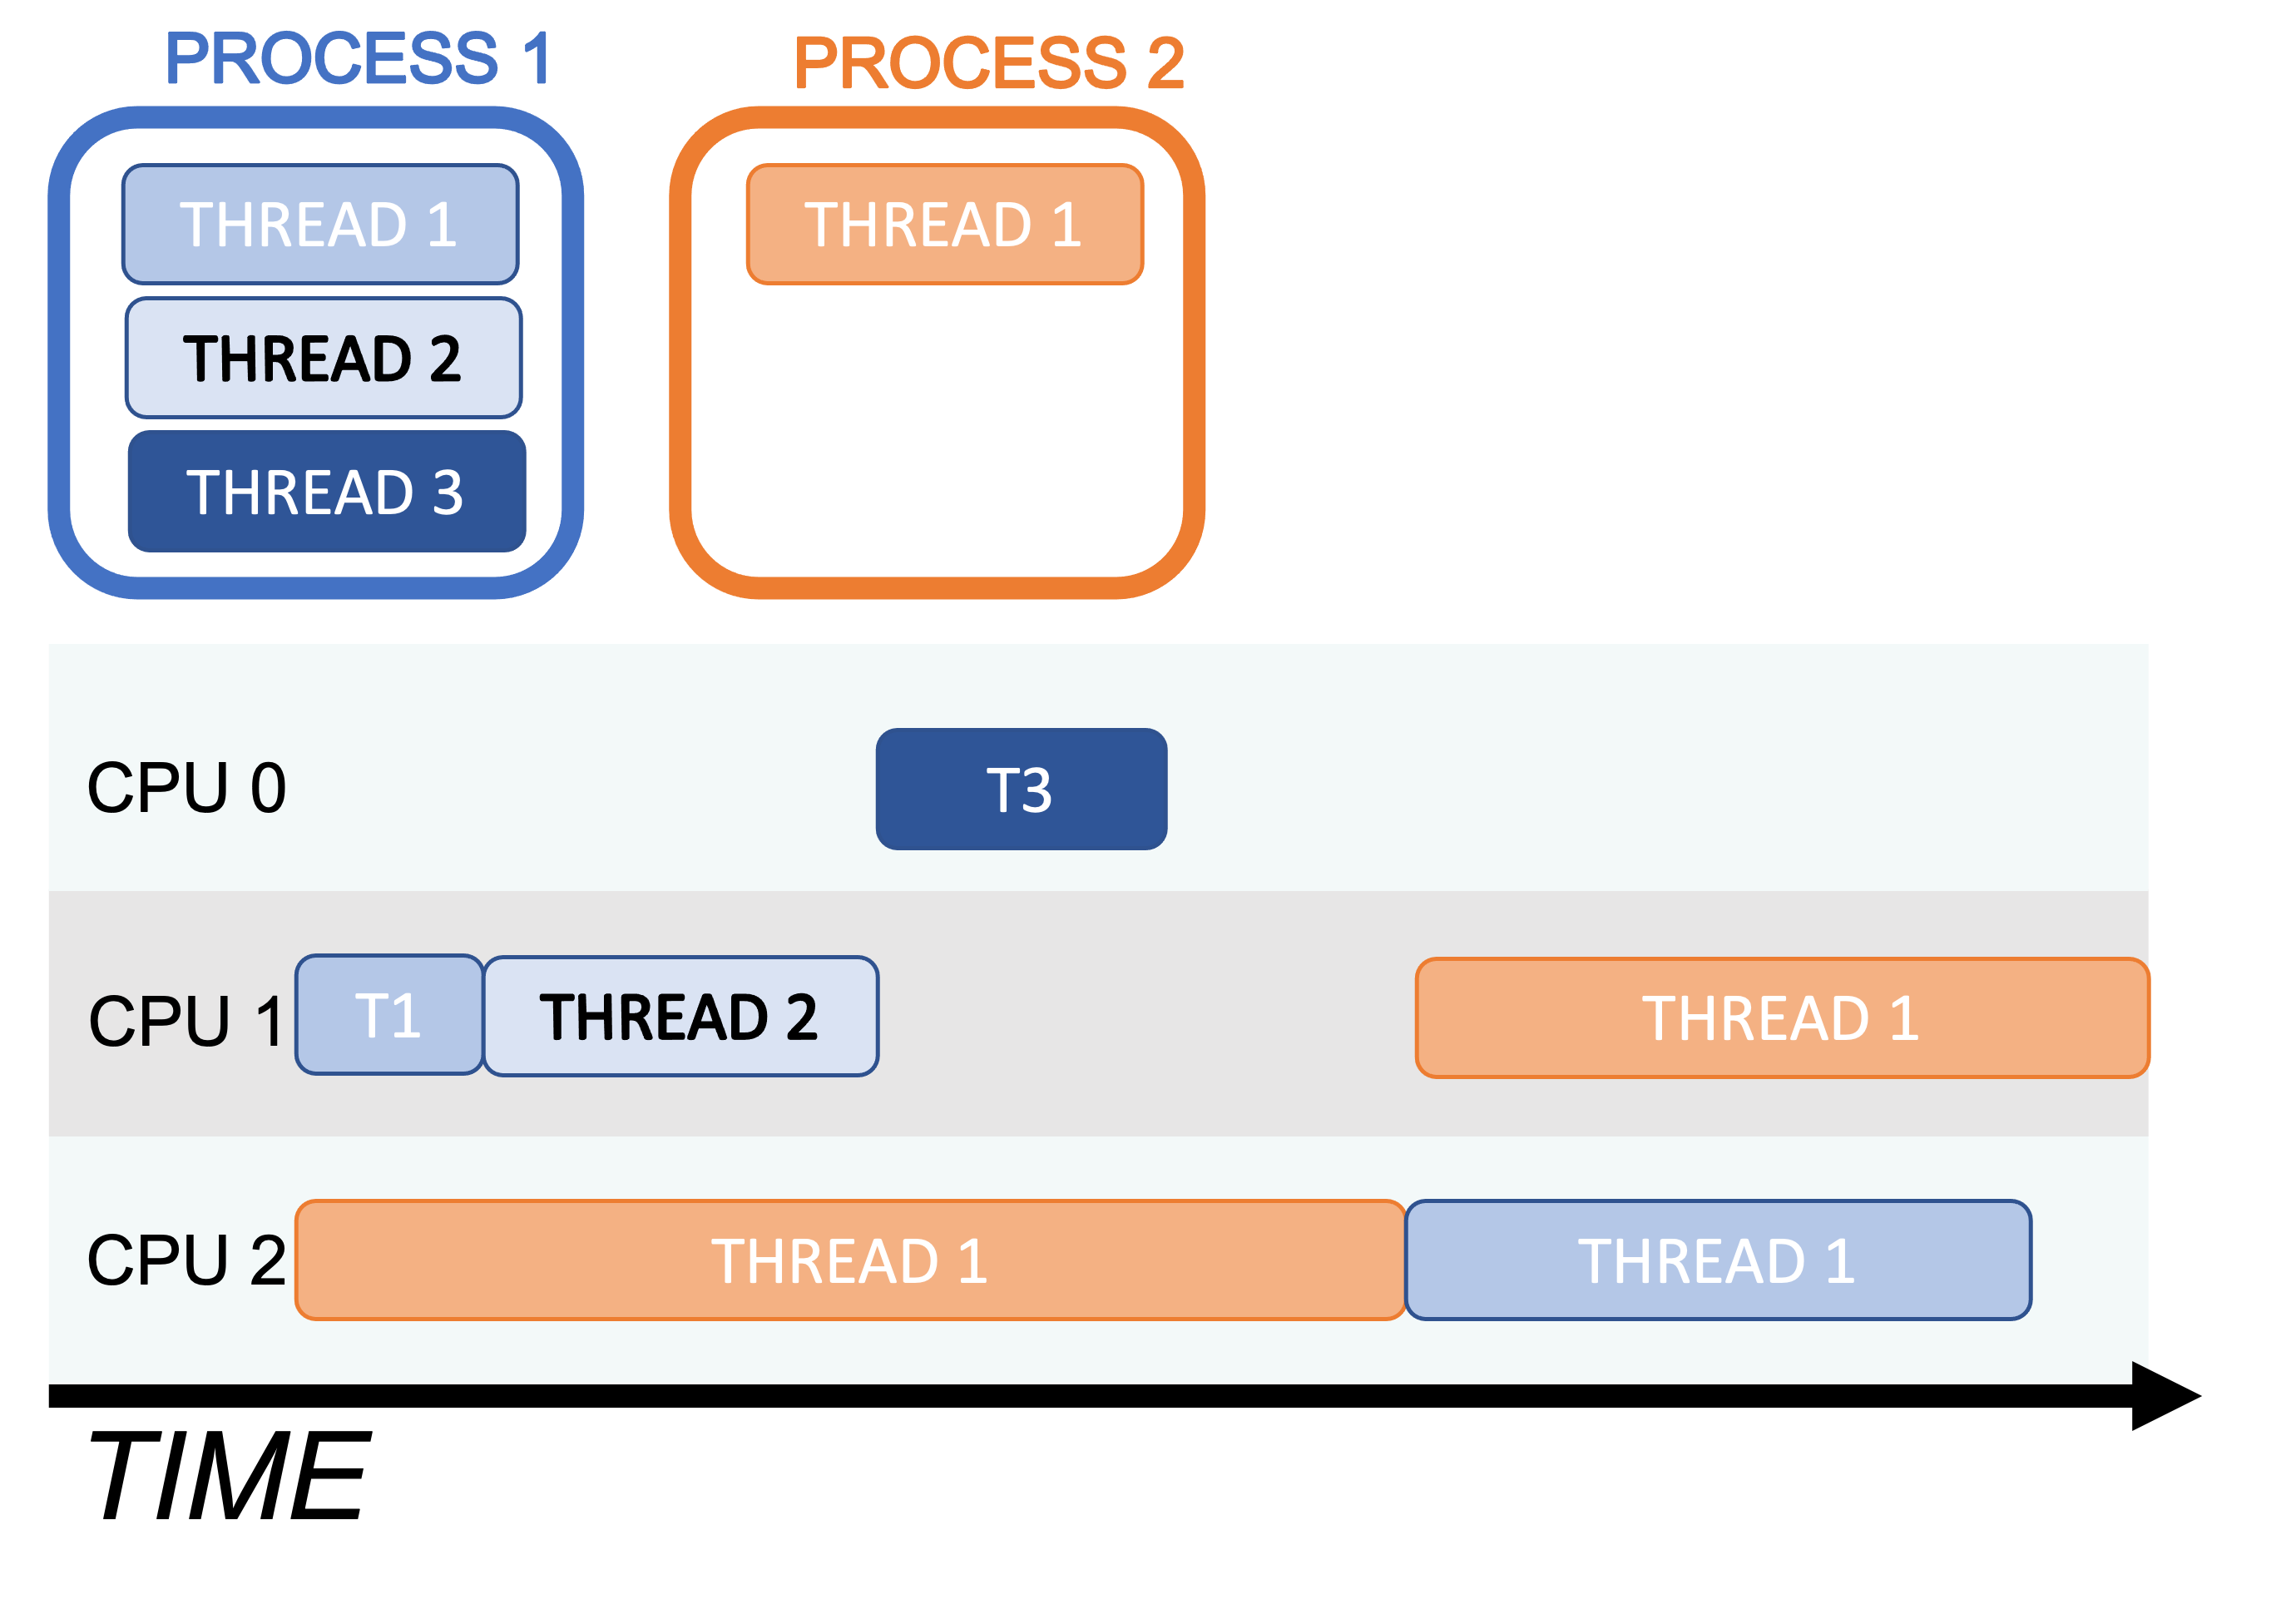 PROCESS 1
PROCESS 2
THREAD 1
THREAD 2
THREAD 3
THREAD 1
CPU 0
T3
CPU 1
T1
THREAD 2
THREAD 1
CPU 2
THREAD 1
THREAD 1
TIME